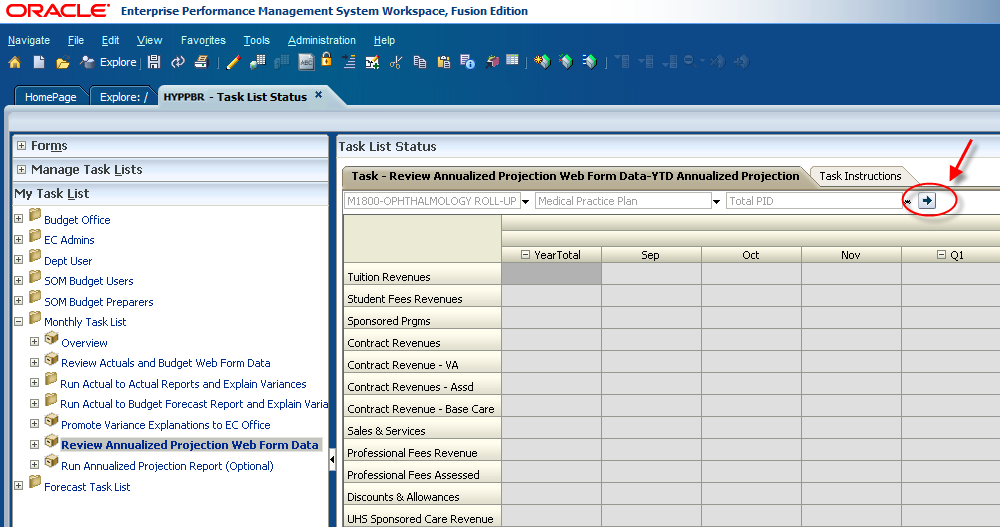 ORACLE® Enterprise Performance Management System Workspace, Fusion Edition
Navigate File Edit View Favorites Tools Administration Help
Explore ABC
HomePage Explore: / HYPPBR - Task List Status
Forms
Manage Task Lists
My Task List
Budget Office
EC Admins
Dept User
SOM Budget Users
SOM Budget Preparers
Monthly Task List
Overview
Review Actuals and Budget Web Form Data
Run Actual to Actual Reports and Explain Variances
Run Actual to Budget Forecast Report and Explain Varia
Promote Variance Explanations to EC Office
Review Annualized Projection Web Form Data
Run Annualized Projection Report (Optional)
Forecast Task List
Task List Status
Task - Review Annualized Projection Web Form Data-YTD Annualized Projection Task Instructions
M1800-OPHTHALMOLOGY ROLL-UP Medical Practice Plan Total PID
YearTotal Sep Oct Nov Q1
Tuition Revenues
Student Fees Revenues
Sponsored Prgms
Contract Revenues
Contract Revenue - VA
Contract Revenues - Assd
Contract Revenue - Base Care
Sales & Services
Professional Fees Revenue
Professional Fees Assessed
Discounts & Allowances
UHS Sponsored Care Revenue